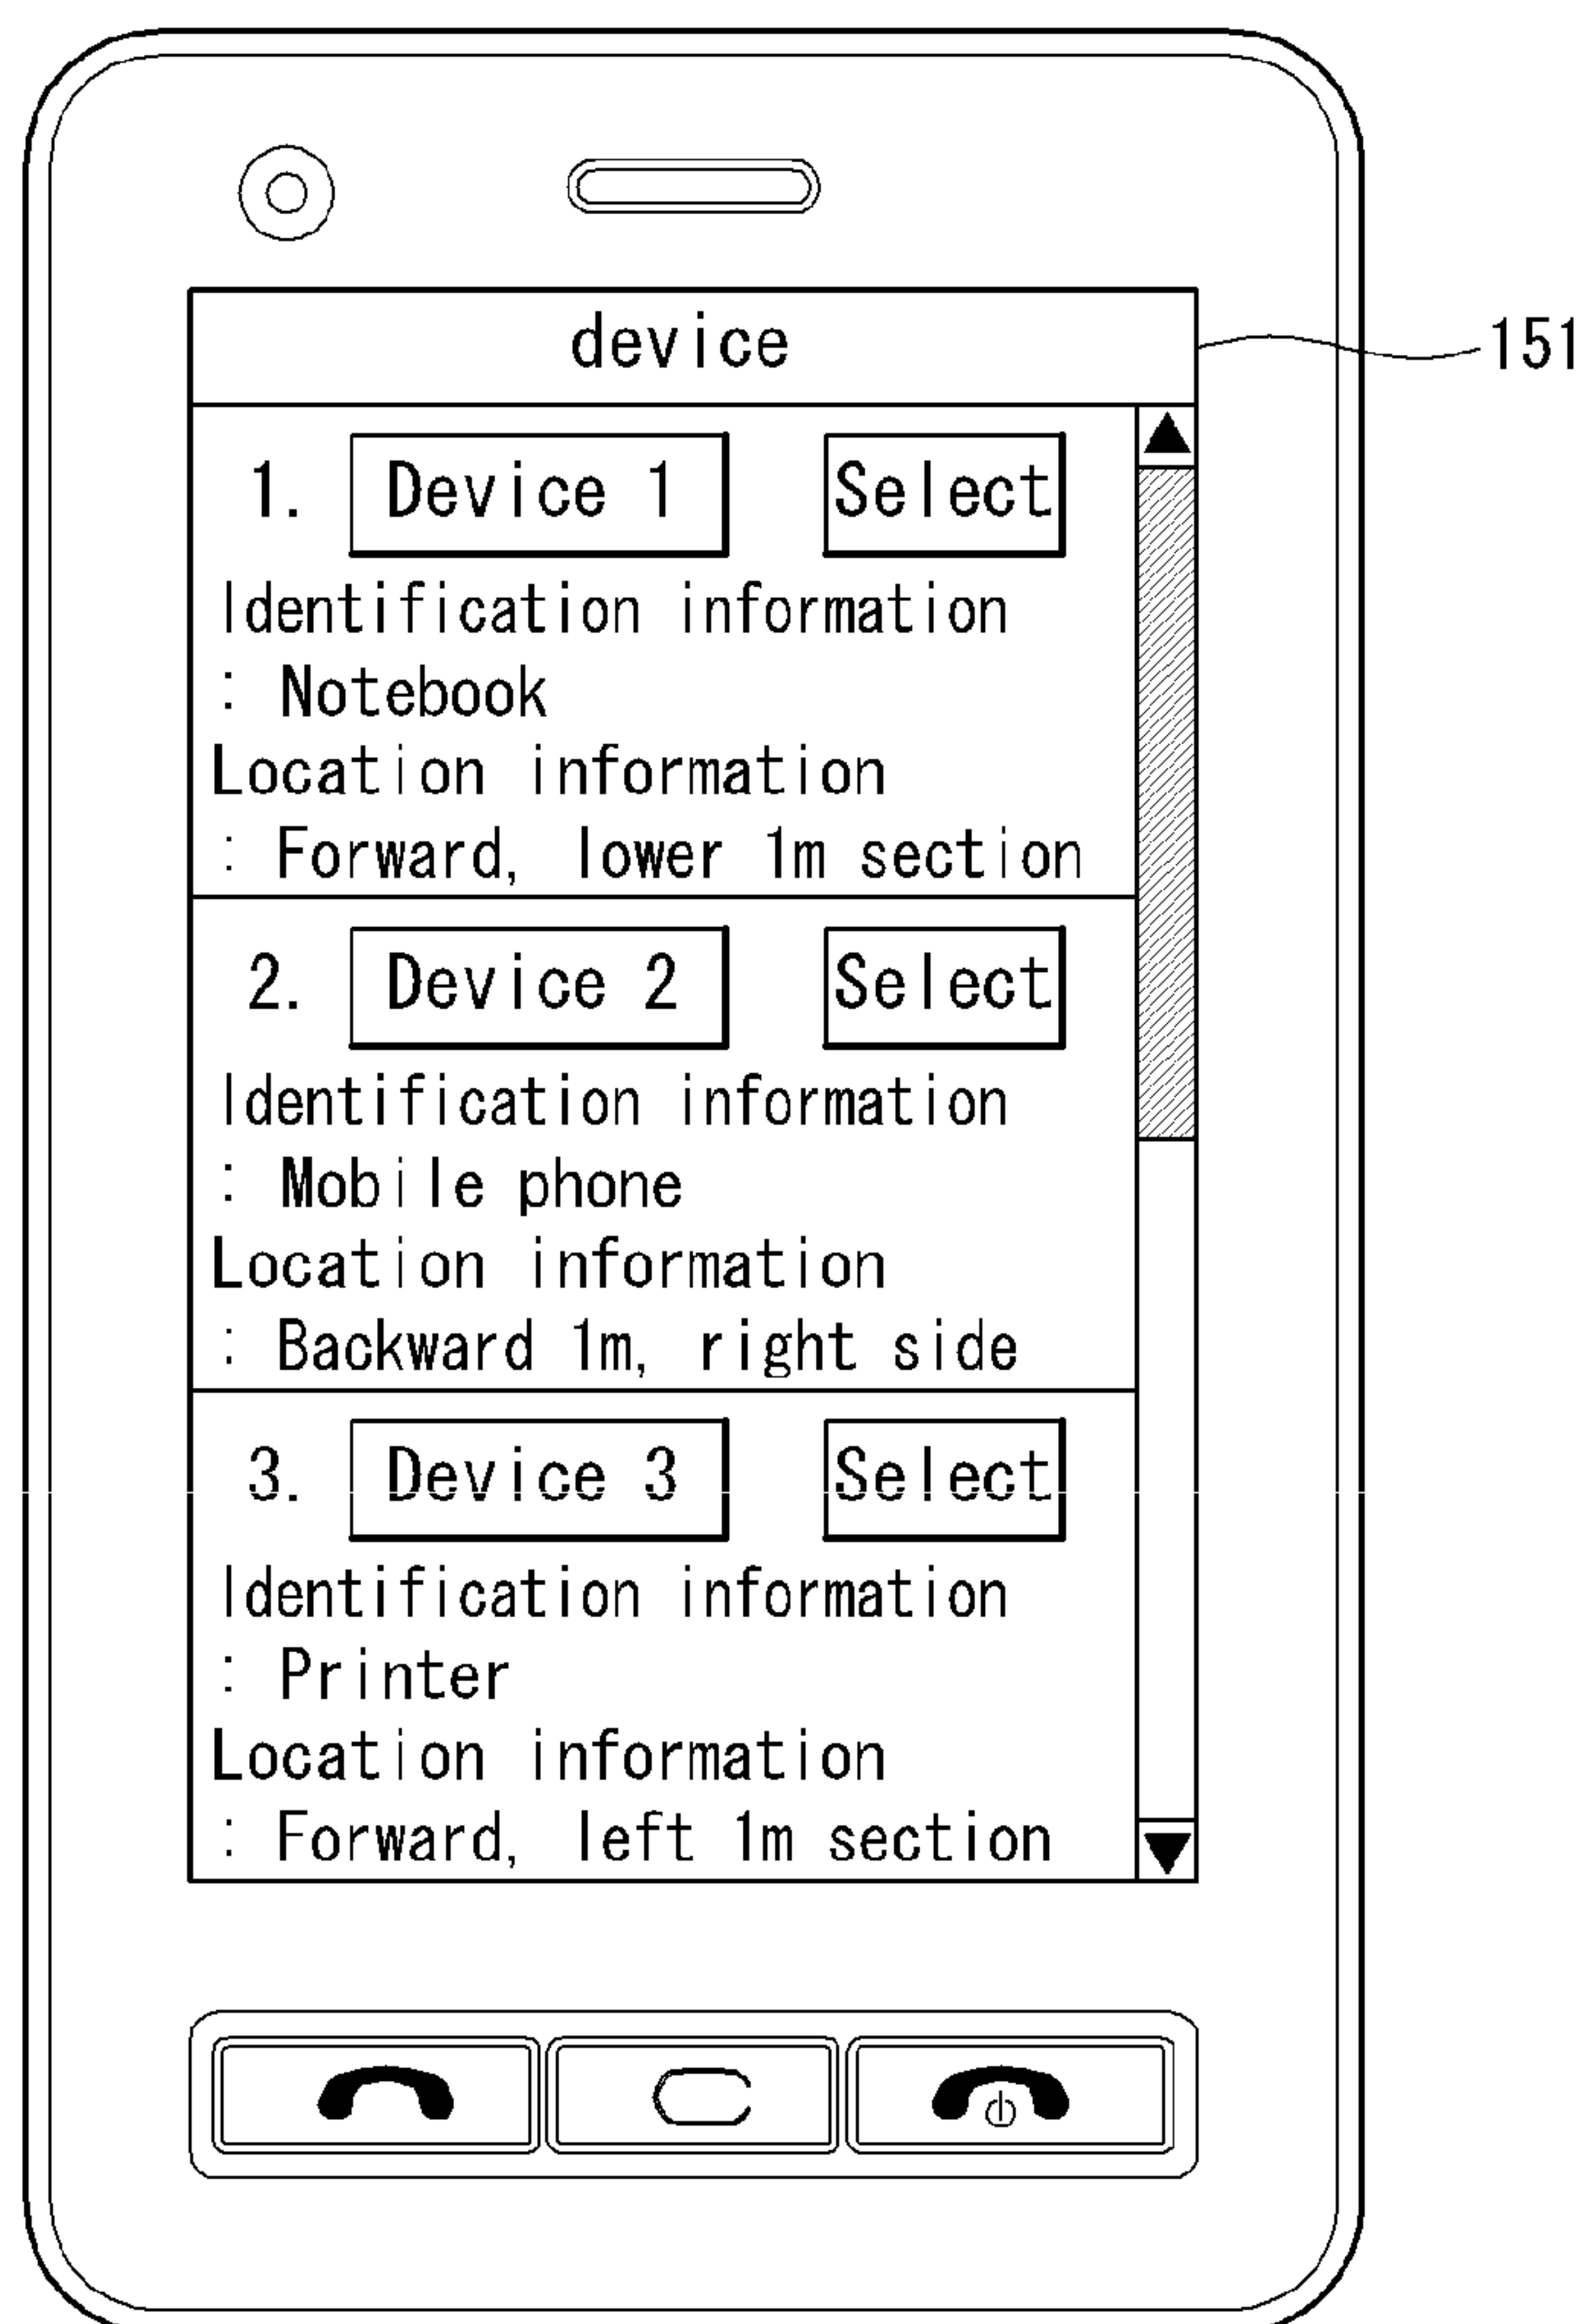 device
151
1. Device 1 Select
Identification information
: Notebook
Location information
: Forward, lower 1m section
2. Device 2 Select
Identification information
: Mobile phone
Location information
: Backward 1m, right side
3. Device 3 Select
Identification information
: Printer
Location information
: Forward, left 1m section